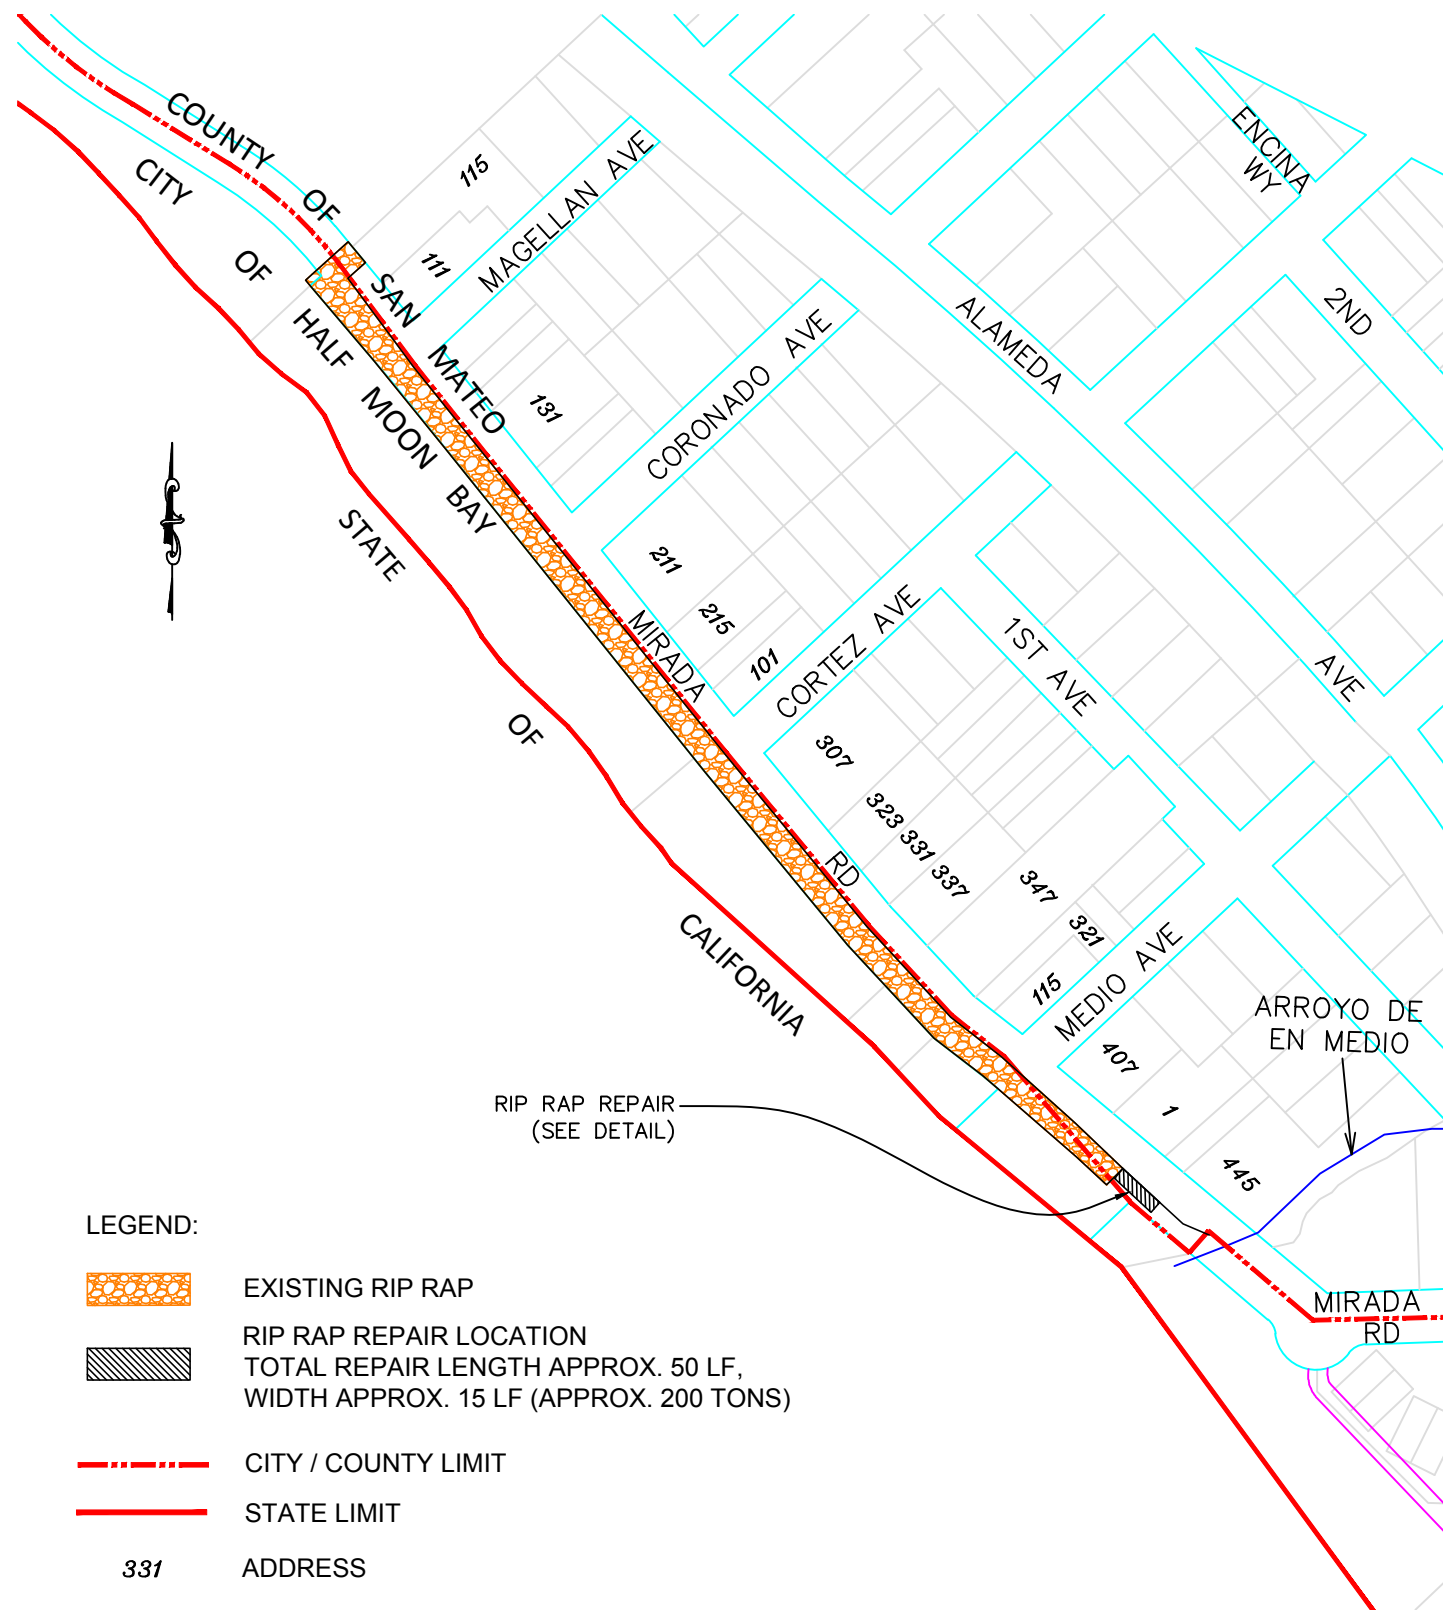 COUNTY OF SAN MATEO
CITY OF HALF MOON BAY
STATE OF CALIFORNIA
115
111
MAGELLAN AVE
131
CORONADO AVE
ALAMEDA AVE
ENCINA
WY
2ND
211
215
101
MIRADA RD
CORTEZ AVE
1ST AVE
307
323
331
337
347
321
115
MEDIO AVE
407
1
445
ARROYO DE
EN MEDIO
RIP RAP REPAIR
(SEE DETAIL)
MIRADA
RD
LEGEND:
EXISTING RIP RAP
RIP RAP REPAIR LOCATION
TOTAL REPAIR LENGTH APPROX. 50 LF,
WIDTH APPROX. 15 LF (APPROX. 200 TONS)
CITY / COUNTY LIMIT
STATE LIMIT
331 ADDRESS